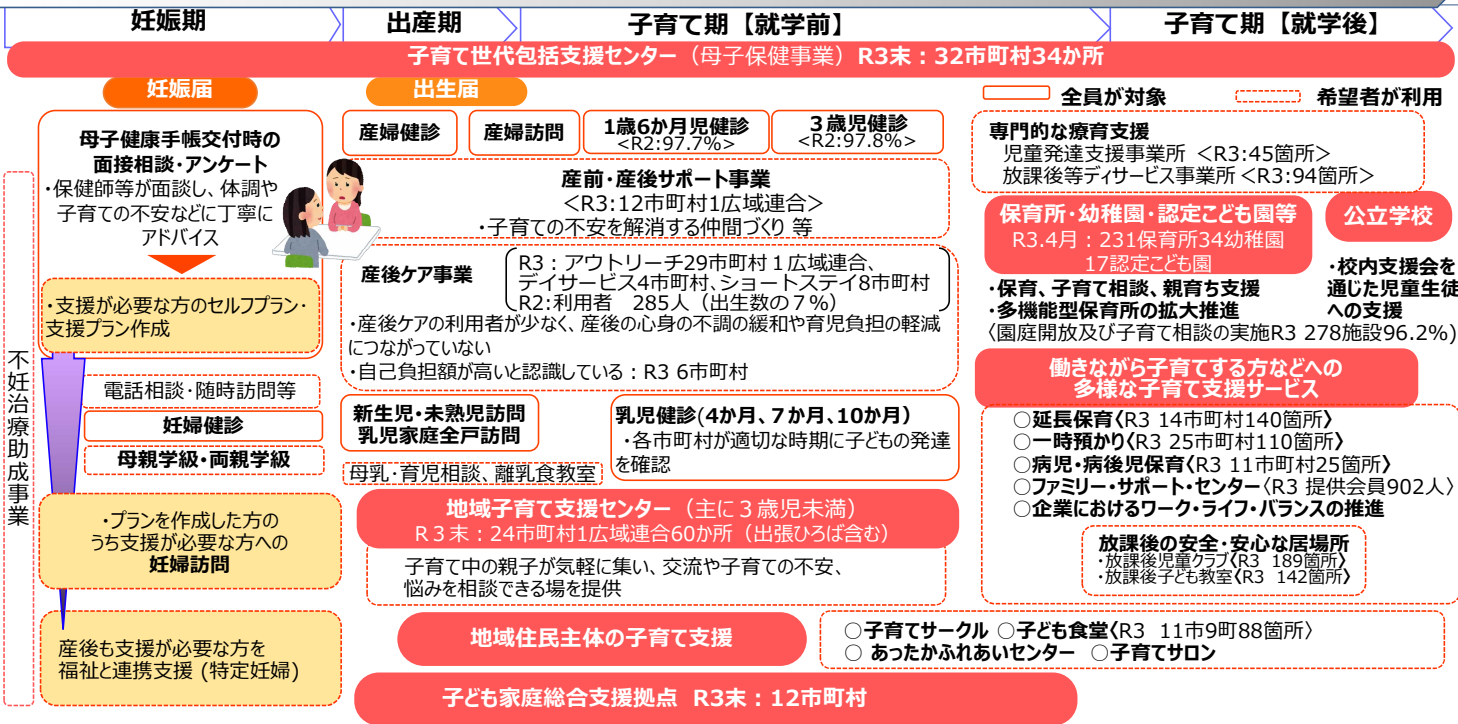 妊娠期
出産期
子育て期【就学前】
子育て期【就学後】
子育て世代包括支援センター（母子保健事業）R3末：32市町村34か所
妊娠届
出生届
全員が対象
希望者が利用
母子健康手帳交付時の
面接相談・アンケート
・保健師等が面談し、体調や
子育ての不安などに丁寧に
アドバイス
・支援が必要な方のセルフプラン・
支援プラン作成
不妊治療助成事業
電話相談・随時訪問等
妊婦健診
母親学級・両親学級
・プランを作成した方の
うち支援が必要な方への
妊婦訪問
産後も支援が必要な方を
福祉と連携支援 (特定妊婦)
産婦健診
産婦訪問
1歳6か月児健診
<R2:97.7%>
３歳児健診
<R2:97.8%>
産前・産後サポート事業
<R3:12市町村1広域連合>
・子育ての不安を解消する仲間づくり 等
産後ケア事業
R3：アウトリーチ29市町村１広域連合、
デイサービス4市町村、ショートステイ8市町村
R2:利用者　285人（出生数の７%）
・産後ケアの利用者が少なく、産後の心身の不調の緩和や育児負担の軽減
につながっていない
・自己負担額が高いと認識している：R3 6市町村
新生児・未熟児訪問
乳児家庭全戸訪問
乳児健診(4か月、７か月、10か月）
・各市町村が適切な時期に子どもの発達
を確認
母乳・育児相談、離乳食教室
地域子育て支援センター（主に３歳児未満）
R３末：24市町村1広域連合60か所（出張ひろば含む）
子育て中の親子が気軽に集い、交流や子育ての不安、
悩みを相談できる場を提供
地域住民主体の子育て支援
○子育てサークル ○子ども食堂〈R3 11市9町88箇所〉
○ あったかふれあいセンター ○子育てサロン
子ども家庭総合支援拠点 R3末：12市町村
専門的な療育支援
児童発達支援事業所 <R3:45箇所>
放課後等ディサービス事業所 <R3:94箇所>
保育所・幼稚園・認定こども園等
R3.4月：231保育所34幼稚園
17認定こども園
公立学校
・保育、子育て相談、親育ち支援
・多機能型保育所の拡大推進
〈園庭開放及び子育て相談の実施R3 278施設96.2%)
・校内支援会を
通じた児童生徒
への支援
働きながら子育てする方などへの
多様な子育て支援サービス
○延長保育〈R3 14市町村140箇所〉
○一時預かり〈R3 25市町村110箇所〉
○病児・病後児保育〈R3 11市町村25箇所〉
○ファミリー・サポート・センター〈R3 提供会員902人〉
○企業におけるワーク・ライフ・バランスの推進
放課後の安全・安心な居場所
・放課後児童クラブ〈R3 189箇所〉
・放課後子ども教室〈R3 142箇所〉